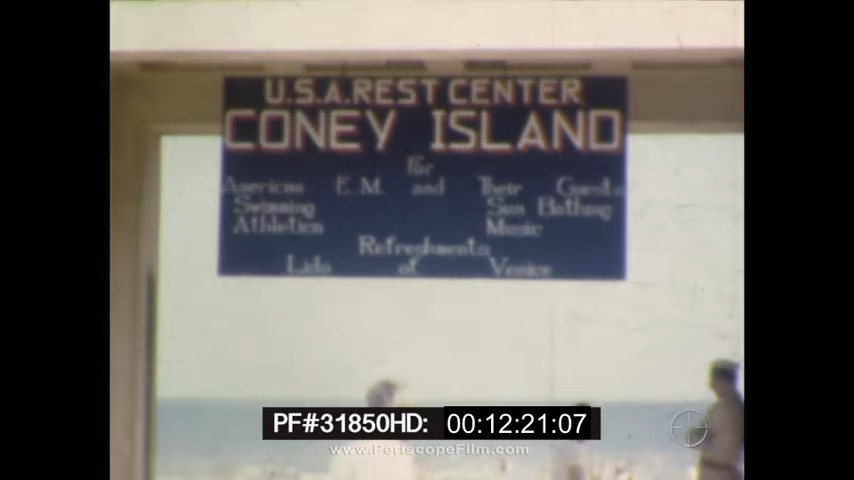 U.S.A. REST CENTER
CONEY ISLAND
For
American E.M. and Their Guests
Swimming Sun Bathing
Athletics Music
Refreshments
Lido of Venice
PF#31850HD: 00:12:21:07
www.PeriscopeFilm.com